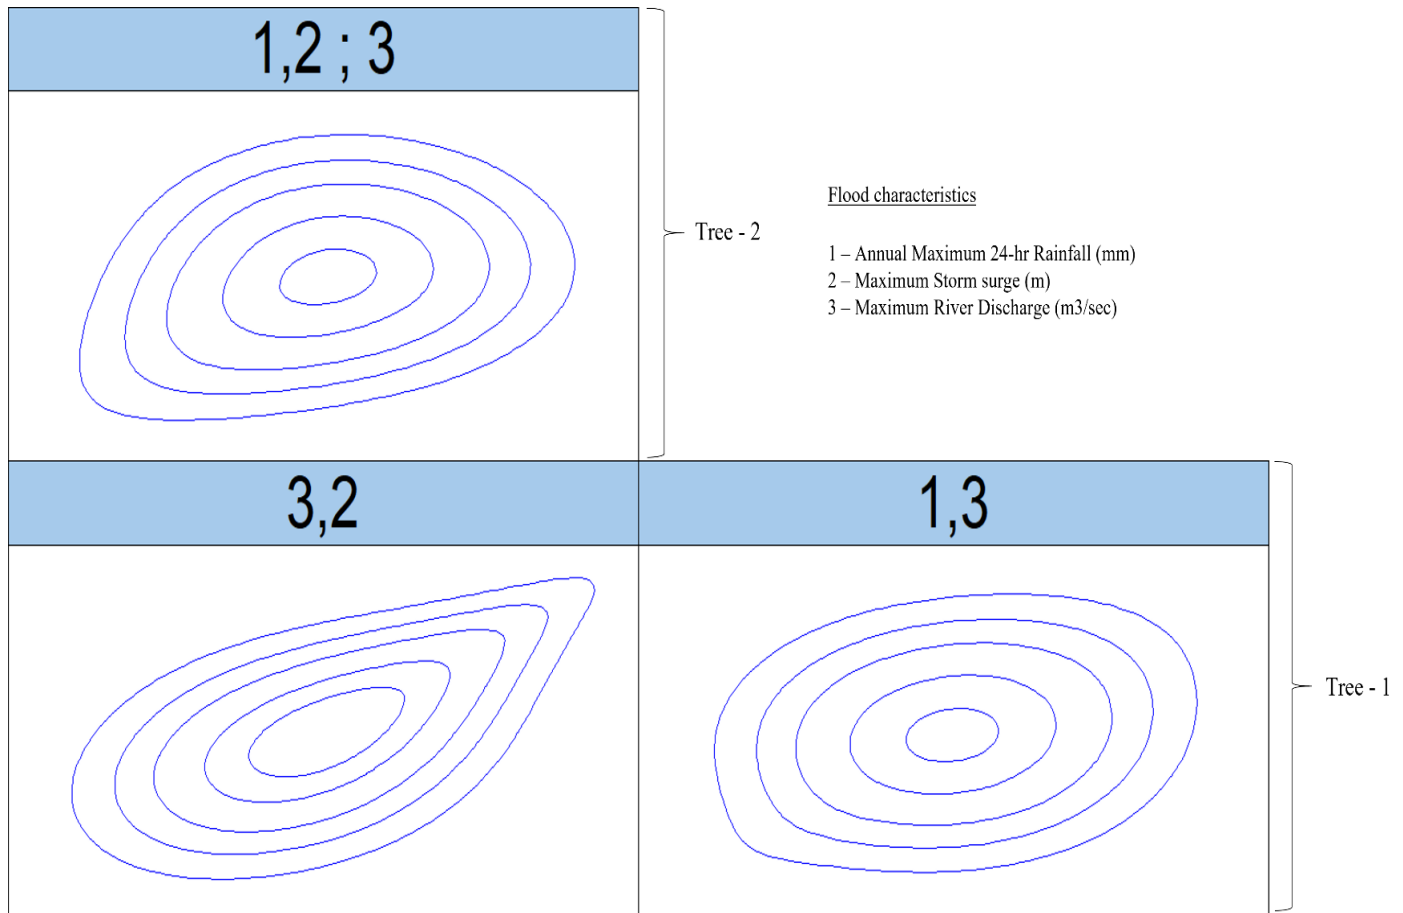 1,2 ; 3
Tree - 2
Flood characteristics
1 – Annual Maximum 24-hr Rainfall (mm)
2 – Maximum Storm surge (m)
3 – Maximum River Discharge (m3/sec)
3,2
1,3
Tree - 1